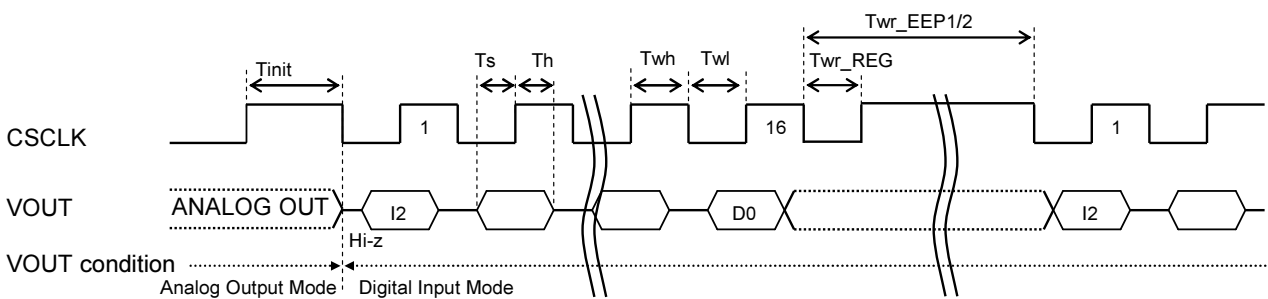 Twr_EEP1/2
Tinit Ts Th Twh Twl Twr_REG
CSCLK 1 16 1
VOUT ANALOG OUT I2 D0 I2
Hi-z
VOUT condition
Analog Output Mode Digital Input Mode